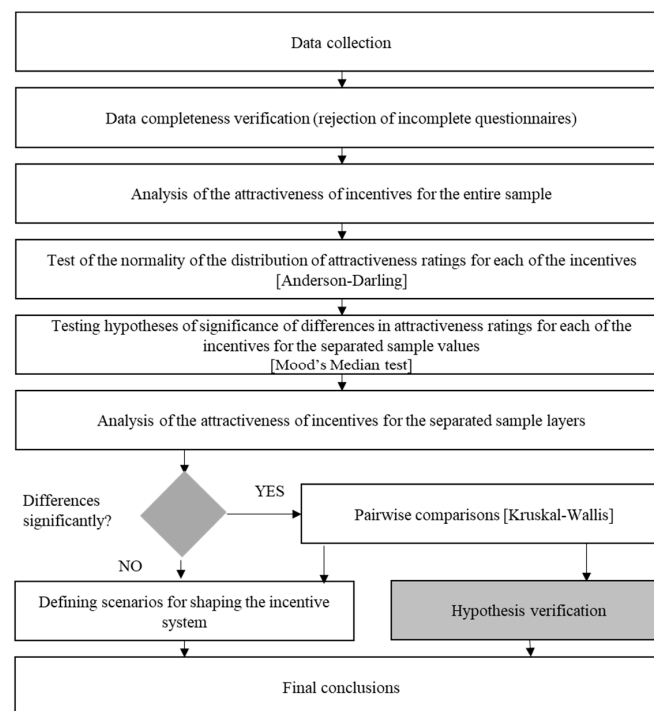 Data collection
Data completeness verification (rejection of incomplete questionnaires)
Analysis of the attractiveness of incentives for the entire sample
Test of the normality of the distribution of attractiveness ratings for each of the incentives
[Anderson-Darling]
Testing hypotheses of significance of differences in attractiveness ratings for each of the
incentives for the separated sample values
[Mood's Median test]
Analysis of the attractiveness of incentives for the separated sample layers
Differences
significantly?
YES
Pairwise comparisons [Kruskal-Wallis]
NO
Defining scenarios for shaping the incentive
system
Hypothesis verification
Final conclusions